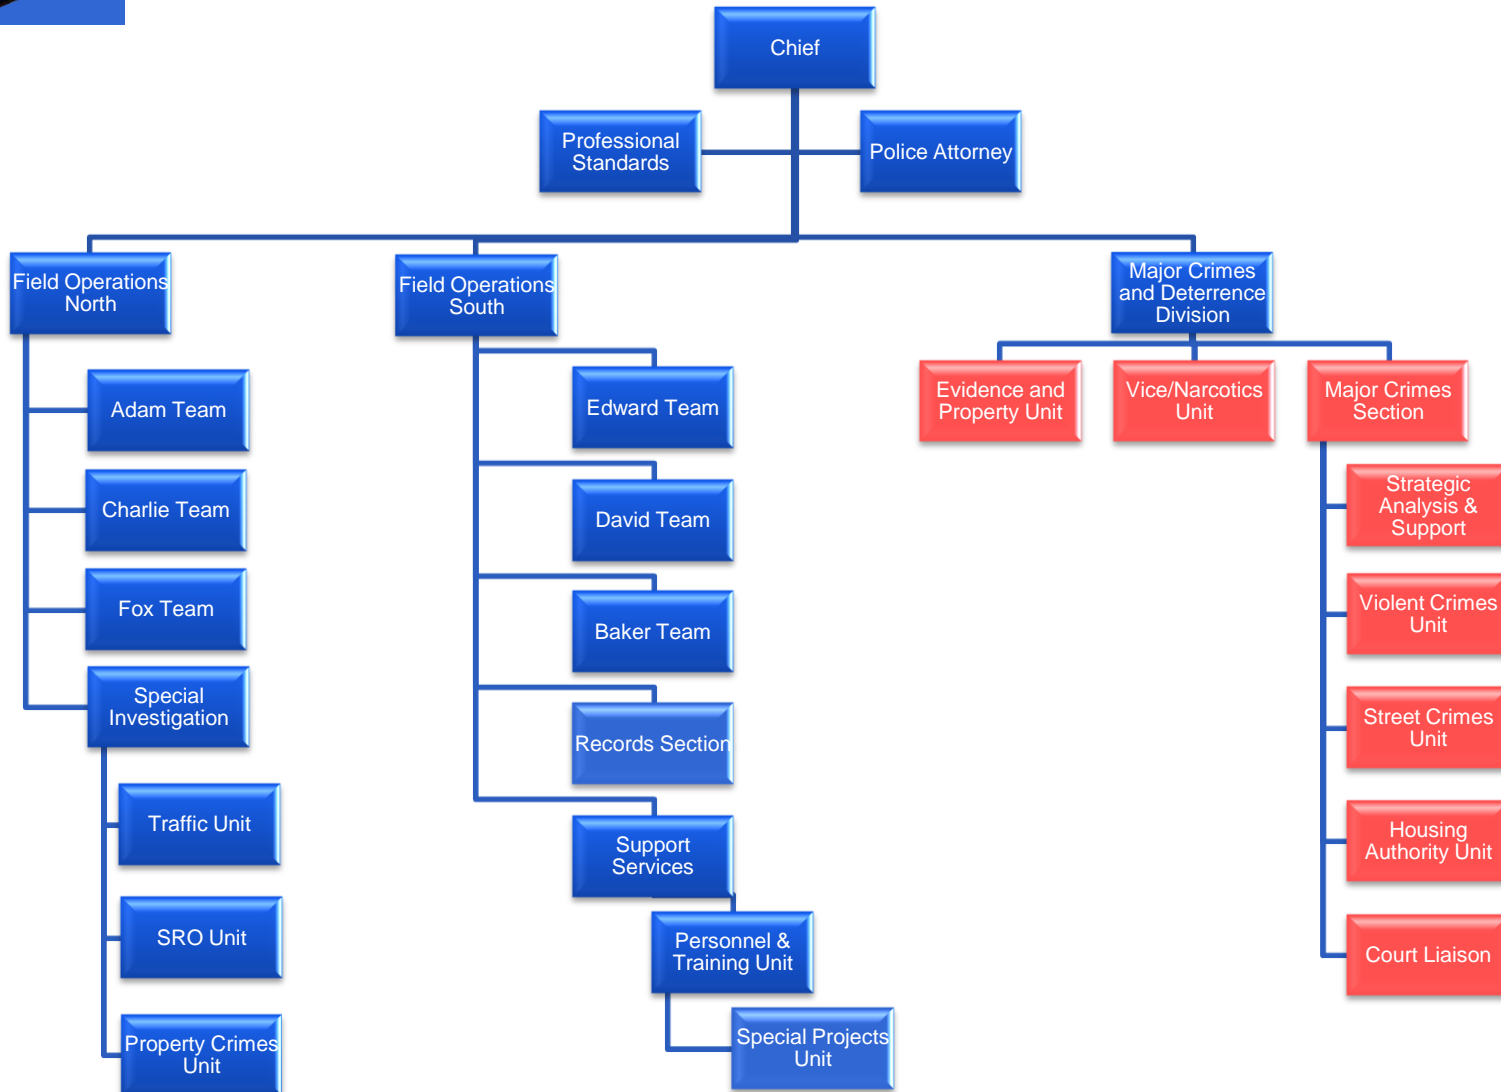 Chief
Professional
Standards
Police Attorney
Field Operations
North
Adam Team
Charlie Team
Fox Team
Special
Investigation
Traffic Unit
SRO Unit
Property Crimes
Unit
Field Operations
South
Edward Team
David Team
Baker Team
Records Section
Support
Services
Personnel &
Training Unit
Special Projects
Unit
Major Crimes
and Deterrence
Division
Evidence and
Property Unit
Vice/Narcotics
Unit
Major Crimes
Section
Strategic
Analysis &
Support
Violent Crimes
Unit
Street Crimes
Unit
Housing
Authority Unit
Court Liaison